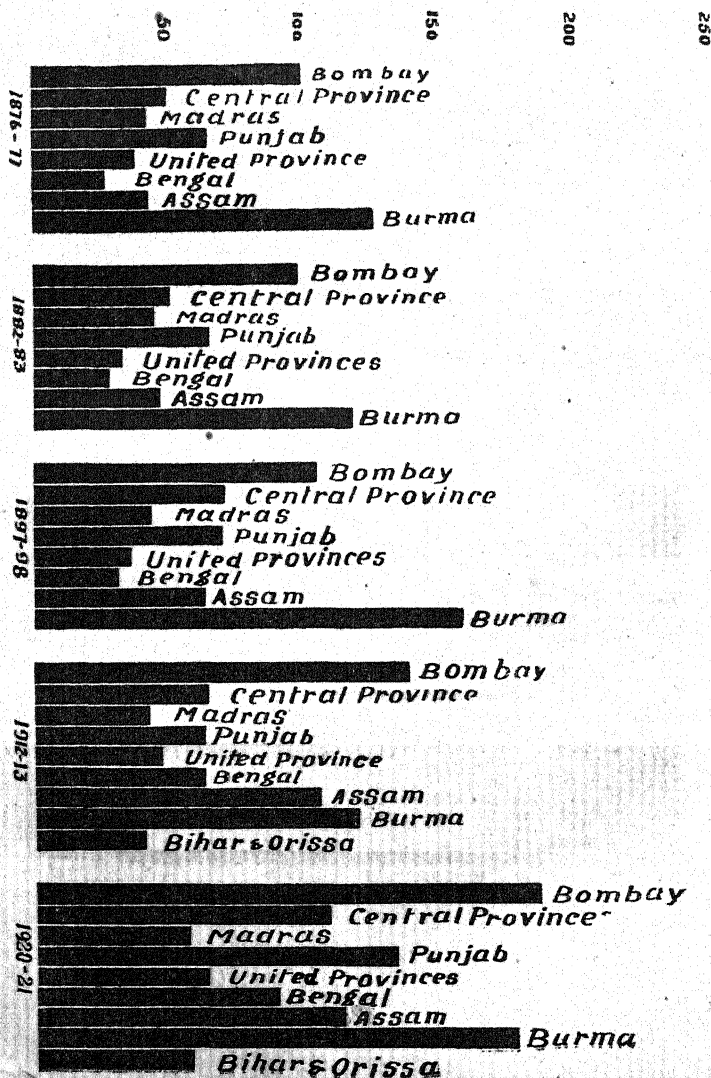 50 100 150 200 250
1876-77
Bombay
Central Province
Madras
Punjab
United Province
Bengal
Assam
Burma
1882-83
Bombay
Central Province
Madras
Punjab
United Provinces
Bengal
Assam
Burma
1897-98
Bombay
Central Province
Madras
Punjab
United Provinces
Bengal
Assam
Burma
1912-13
Bombay
Central Province
Madras
Punjab
United Province
Bengal
Assam
Burma
Bihar & Orissa
1920-21
Bombay
Central Province
Madras
Punjab
United Provinces
Bengal
Assam
Burma
Bihar & Orissa